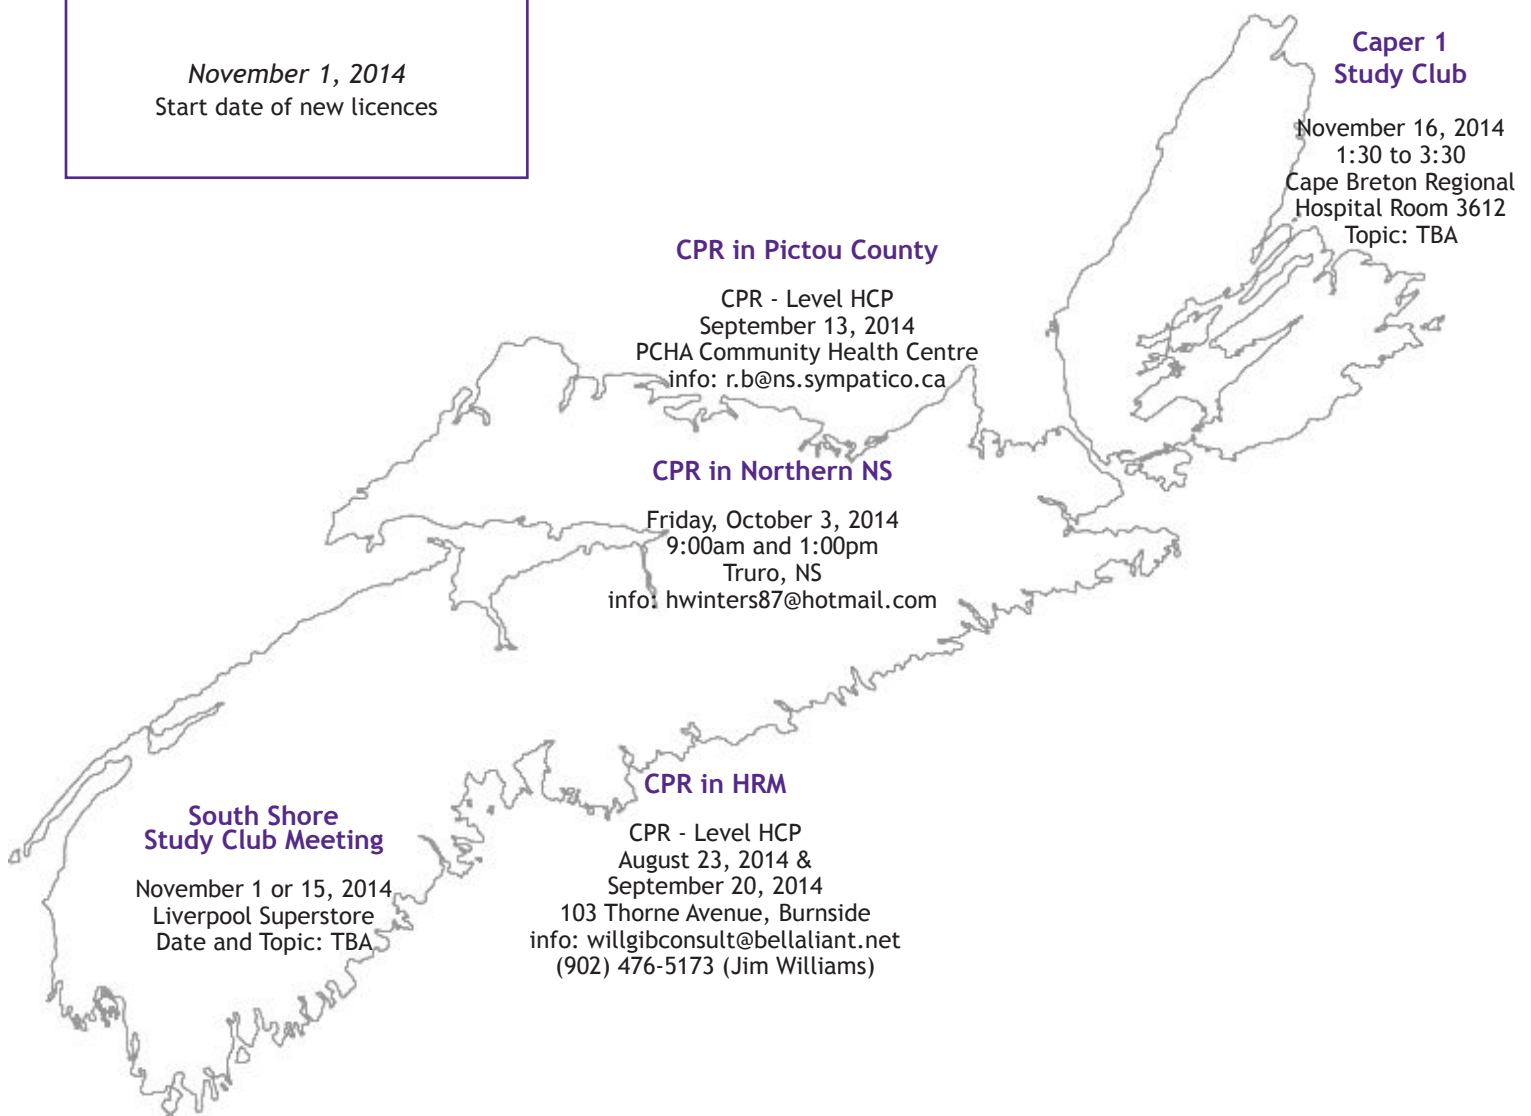 November 1, 2014
Start date of new licences
Caper 1
Study Club
November 16, 2014
1:30 to 3:30
Cape Breton Regional
Hospital Room 3612
Topic: TBA
CPR in Pictou County
CPR - Level HCP
September 13, 2014
PCHA Community Health Centre
info: r.b@ns.sympatico.ca
CPR in Northern NS
Friday, October 3, 2014
9:00am and 1:00pm
Truro, NS
info: hwinters87@hotmail.com
CPR in HRM
CPR - Level HCP
August 23, 2014 &
September 20, 2014
103 Thorne Avenue, Burnside
info: willgibconsult@bellaliant.net
(902) 476-5173 (Jim Williams)
South Shore
Study Club Meeting
November 1 or 15, 2014
Liverpool Superstore
Date and Topic: TBA